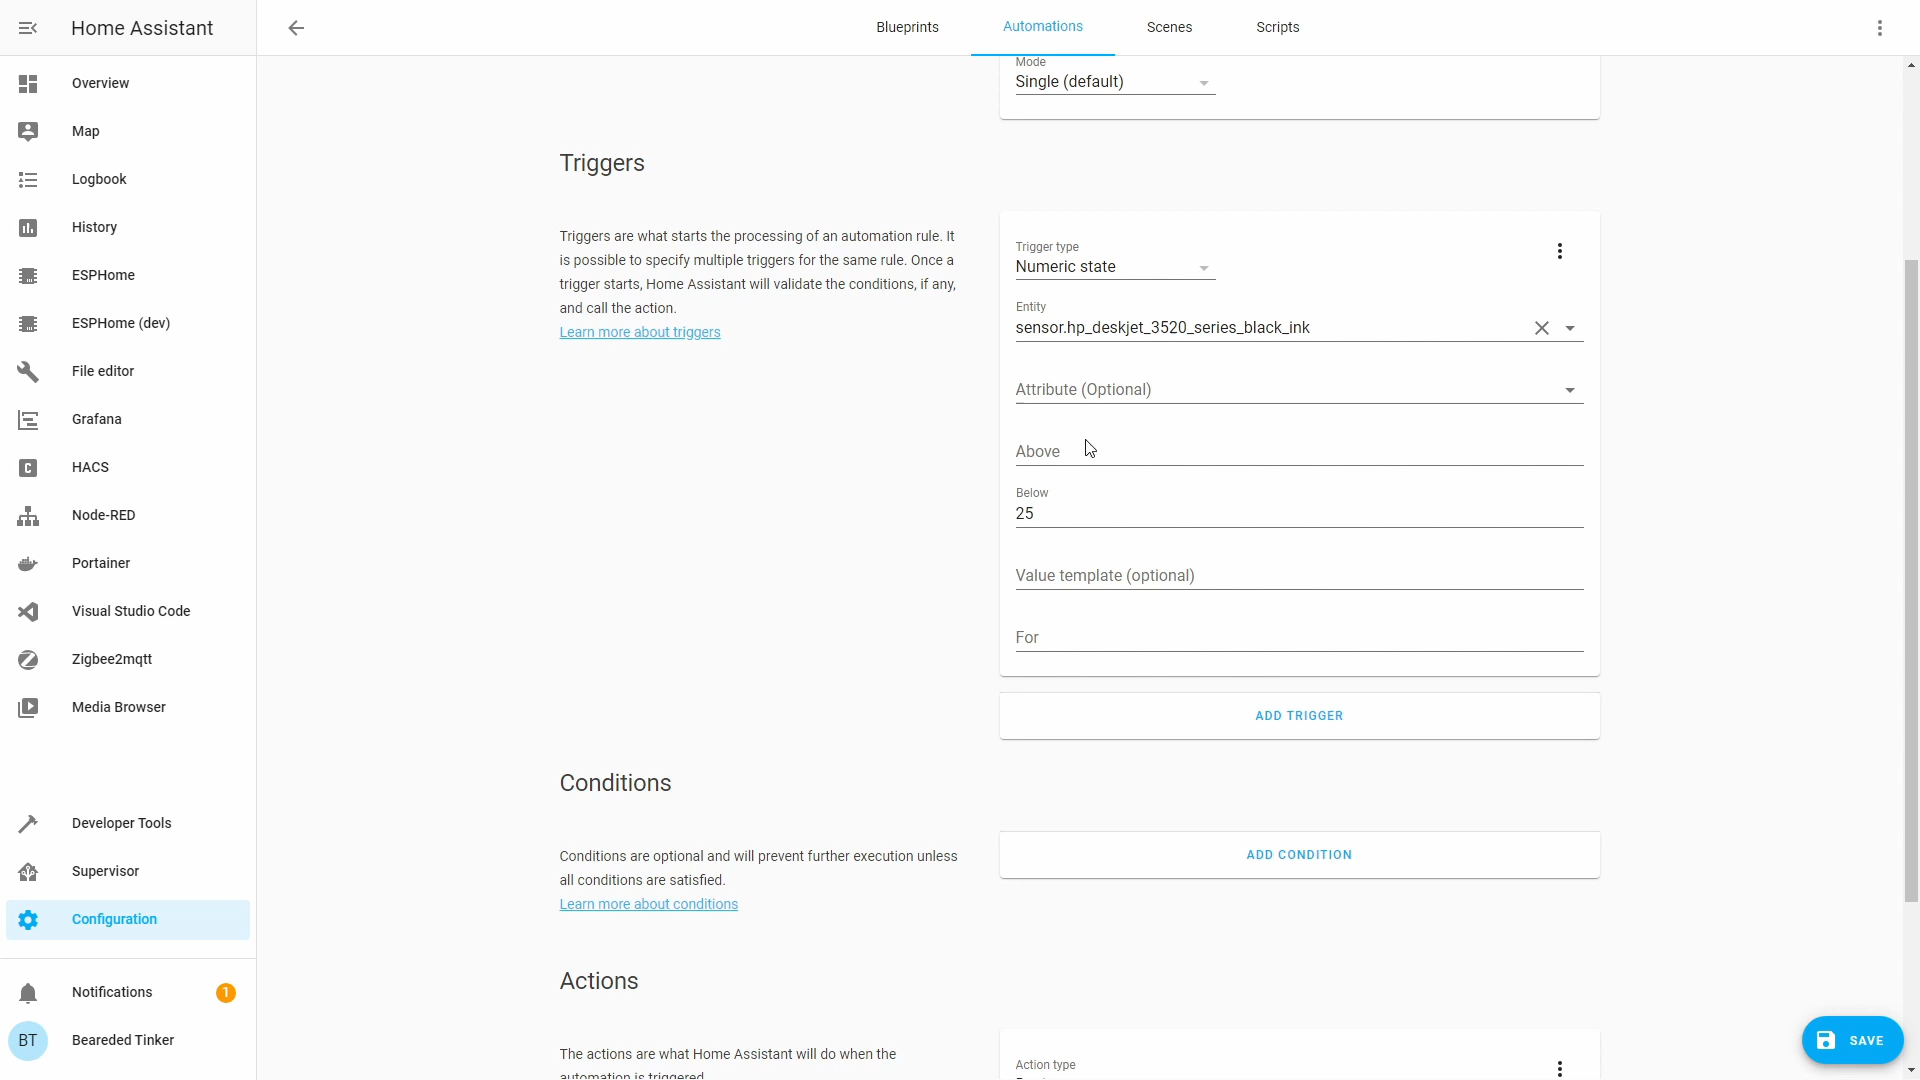 Home Assistant
Blueprints
Automations
Scenes
Scripts
Overview
Map
Logbook
History
ESPHome
ESPHome (dev)
File editor
Grafana
HACS
Node-RED
Portainer
Visual Studio Code
Zigbee2mqtt
Media Browser
Developer Tools
Supervisor
Configuration
Notifications
1
BT
Bearded Tinker
Mode
Single (default)
Triggers
Triggers are what starts the processing of an automation rule. It
is possible to specify multiple triggers for the same rule. Once a
trigger starts, Home Assistant will validate the conditions, if any,
and call the action.
Learn more about triggers
Trigger type
Numeric state
Entity
sensor.hp_deskjet_3520_series_black_ink
Attribute (Optional)
Above
Below
25
Value template (optional)
For
ADD TRIGGER
Conditions
Conditions are optional and will prevent further execution unless
all conditions are satisfied.
Learn more about conditions
ADD CONDITION
Actions
The actions are what Home Assistant will do when the
automation is triggered.
Action type
SAVE